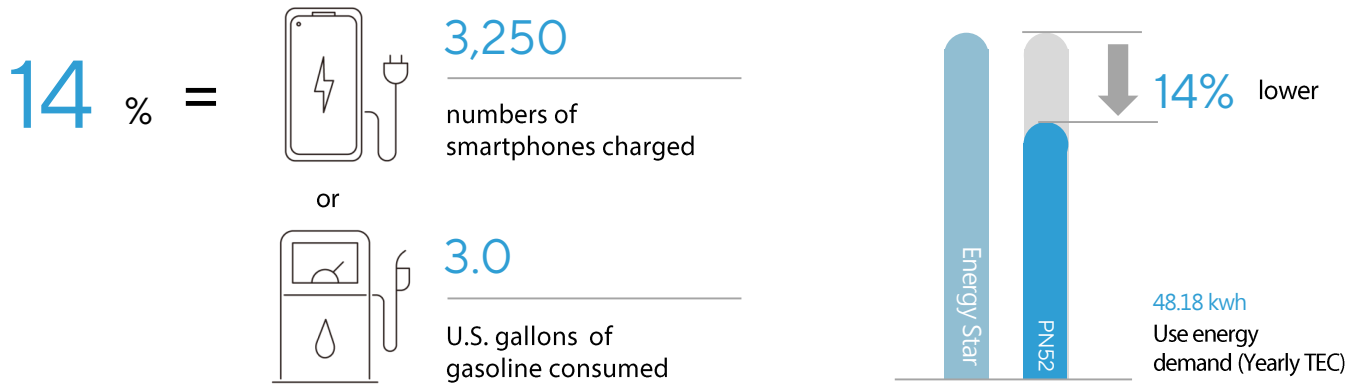 14 % =
3,250
numbers of
smartphones charged
or
3.0
U.S. gallons of
gasoline consumed
Energy Star
PN52
14% lower
48.18 kwh
Use energy
demand (Yearly TEC)